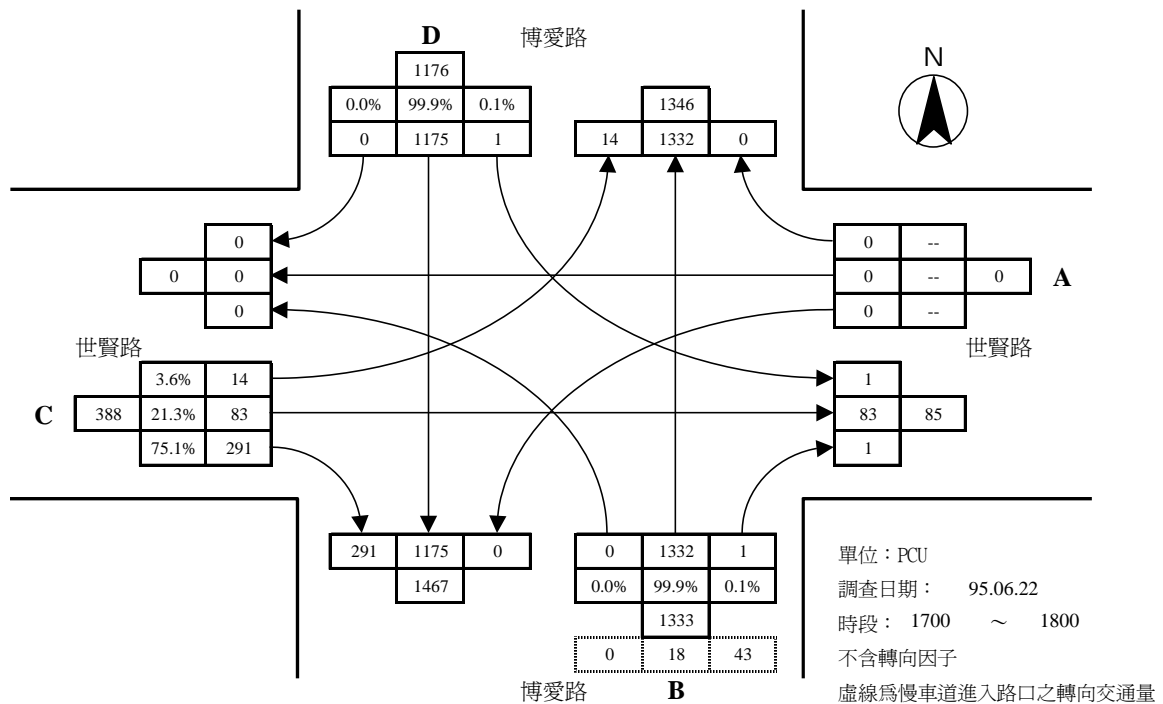 D 博愛路
N
1176
0.0% 99.9% 0.1%
1346
0 1175 1
14 1332 0
0
0 0
0
0 --
0 -- 0 A
0 --
世賢路
世賢路
3.6% 14
C 388 21.3% 83
75.1% 291
1
83 85
1
291 1175 0
1467
0 1332 1
0.0% 99.9% 0.1%
1333
0 18 43
博愛路 B
單位：PCU
調查日期： 95.06.22
時段： 1700 ～ 1800
不含轉向因子
虛線為慢車道進入路口之轉向交通量